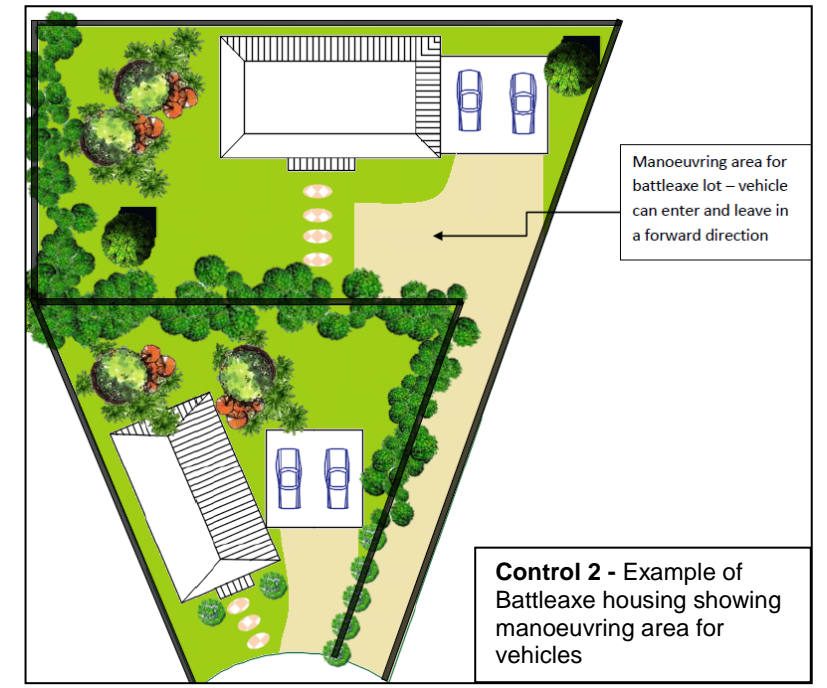 Manoeuvring area for
battleaxe lot – vehicle
can enter and leave in
a forward direction
Control 2 - Example of
Battleaxe housing showing
manoeuvring area for
vehicles